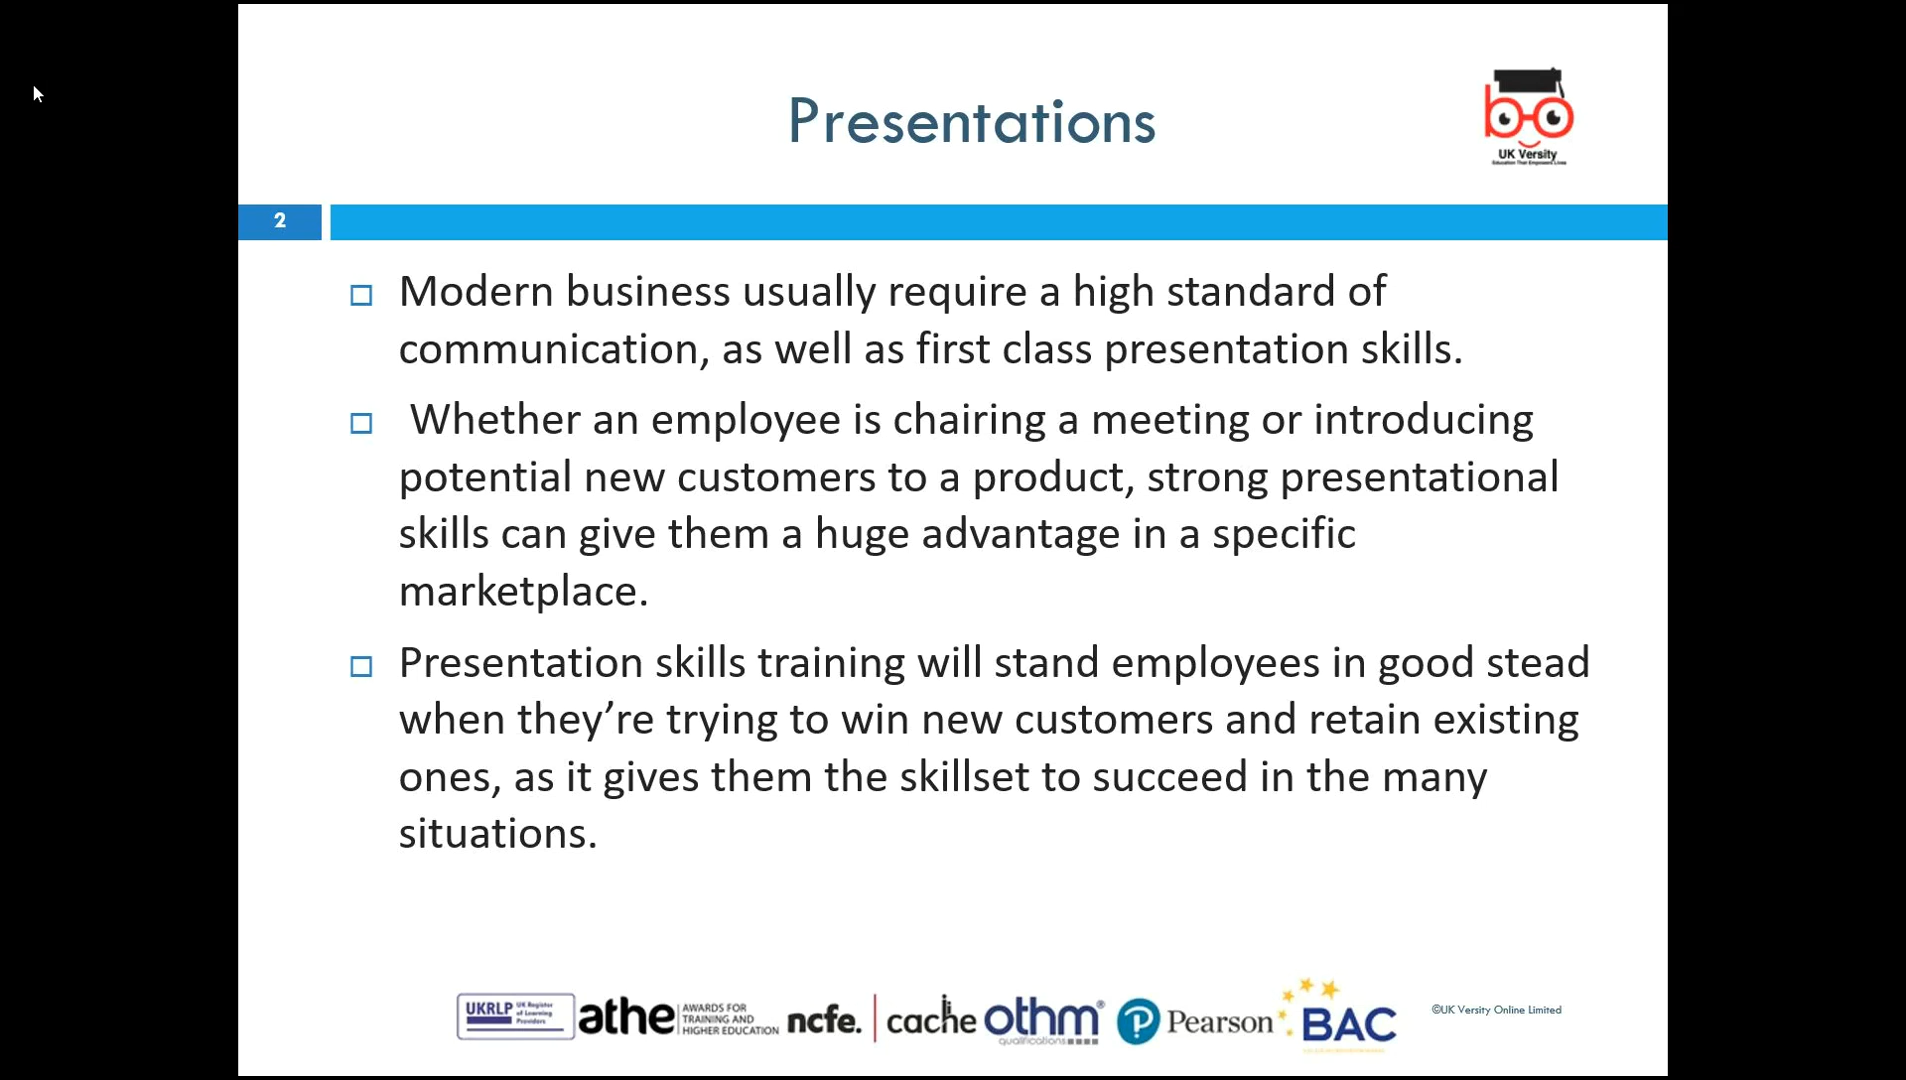 Presentations
UK Versity
Education That Empowers Lives
2
Modern business usually require a high standard of
communication, as well as first class presentation skills.
Whether an employee is chairing a meeting or introducing
potential new customers to a product, strong presentational
skills can give them a huge advantage in a specific
marketplace.
Presentation skills training will stand employees in good stead
when they’re trying to win new customers and retain existing
ones, as it gives them the skillset to succeed in the many
situations.
UKRLP UK Register
of Learning
Providers
athe AWARDS FOR
TRAINING AND
HIGHER EDUCATION
ncfe. cache
othm®
qualifications
Pearson
BAC
©UK Versity Online Limited